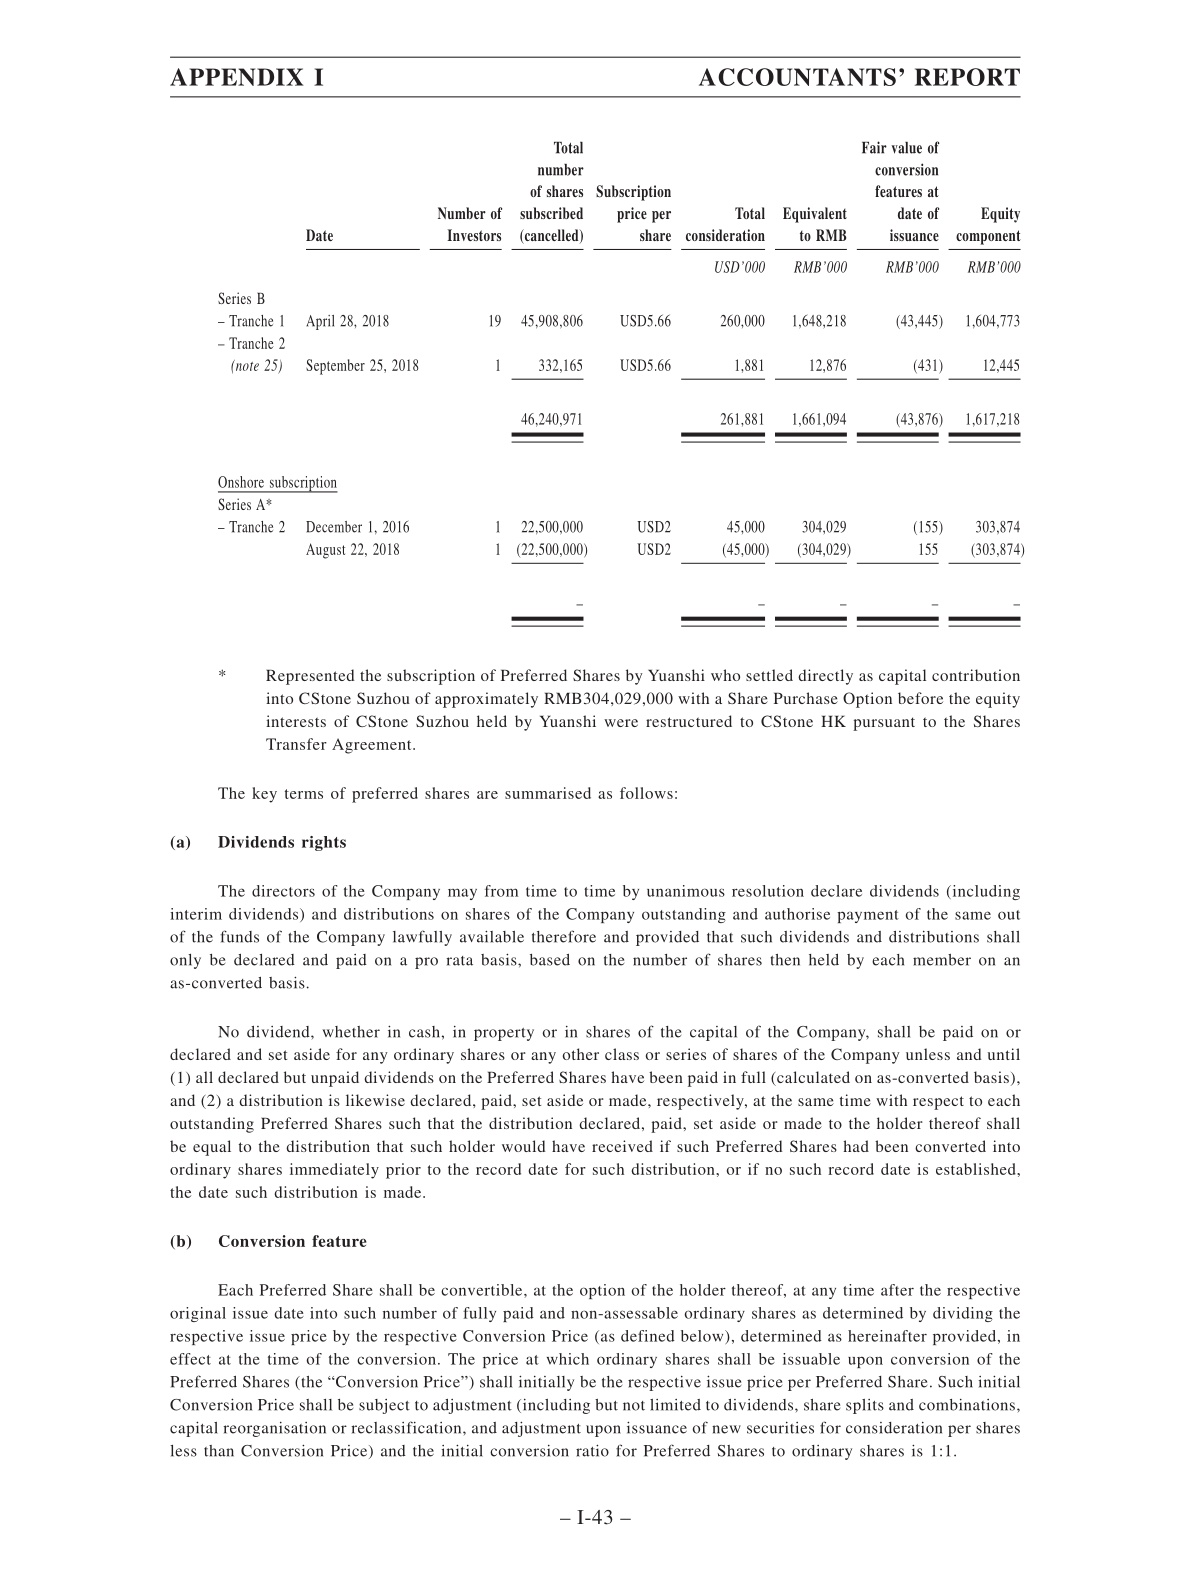 APPENDIX I ACCOUNTANTS’ REPORT
Total Fair value of
number conversion
of shares Subscription features at
Number of subscribed price per Total Equivalent date of Equity
Date Investors (cancelled) share consideration to RMB issuance component
USD’000 RMB’000 RMB’000 RMB’000
Series B
– Tranche 1 April 28, 2018 19 45,908,806 USD5.66 260,000 1,648,218 (43,445) 1,604,773
– Tranche 2
(note 25) September 25, 2018 1 332,165 USD5.66 1,881 12,876 (431) 12,445
46,240,971 261,881 1,661,094 (43,876) 1,617,218
Onshore subscription
Series A*
– Tranche 2 December 1, 2016 1 22,500,000 USD2 45,000 304,029 (155) 303,874
August 22, 2018 1 (22,500,000) USD2 (45,000) (304,029) 155 (303,874)
– – – – –
* Represented the subscription of Preferred Shares by Yuanshi who settled directly as capital contribution
into CStone Suzhou of approximately RMB304,029,000 with a Share Purchase Option before the equity
interests of CStone Suzhou held by Yuanshi were restructured to CStone HK pursuant to the Shares
Transfer Agreement.
The key terms of preferred shares are summarised as follows:
(a) Dividends rights
The directors of the Company may from time to time by unanimous resolution declare dividends (including
interim dividends) and distributions on shares of the Company outstanding and authorise payment of the same out
of the funds of the Company lawfully available therefore and provided that such dividends and distributions shall
only be declared and paid on a pro rata basis, based on the number of shares then held by each member on an
as-converted basis.
No dividend, whether in cash, in property or in shares of the capital of the Company, shall be paid on or
declared and set aside for any ordinary shares or any other class or series of shares of the Company unless and until
(1) all declared but unpaid dividends on the Preferred Shares have been paid in full (calculated on as-converted basis),
and (2) a distribution is likewise declared, paid, set aside or made, respectively, at the same time with respect to each
outstanding Preferred Shares such that the distribution declared, paid, set aside or made to the holder thereof shall
be equal to the distribution that such holder would have received if such Preferred Shares had been converted into
ordinary shares immediately prior to the record date for such distribution, or if no such record date is established,
the date such distribution is made.
(b) Conversion feature
Each Preferred Share shall be convertible, at the option of the holder thereof, at any time after the respective
original issue date into such number of fully paid and non-assessable ordinary shares as determined by dividing the
respective issue price by the respective Conversion Price (as defined below), determined as hereinafter provided, in
effect at the time of the conversion. The price at which ordinary shares shall be issuable upon conversion of the
Preferred Shares (the “Conversion Price”) shall initially be the respective issue price per Preferred Share. Such initial
Conversion Price shall be subject to adjustment (including but not limited to dividends, share splits and combinations,
capital reorganisation or reclassification, and adjustment upon issuance of new securities for consideration per shares
less than Conversion Price) and the initial conversion ratio for Preferred Shares to ordinary shares is 1:1.
– I-43 –